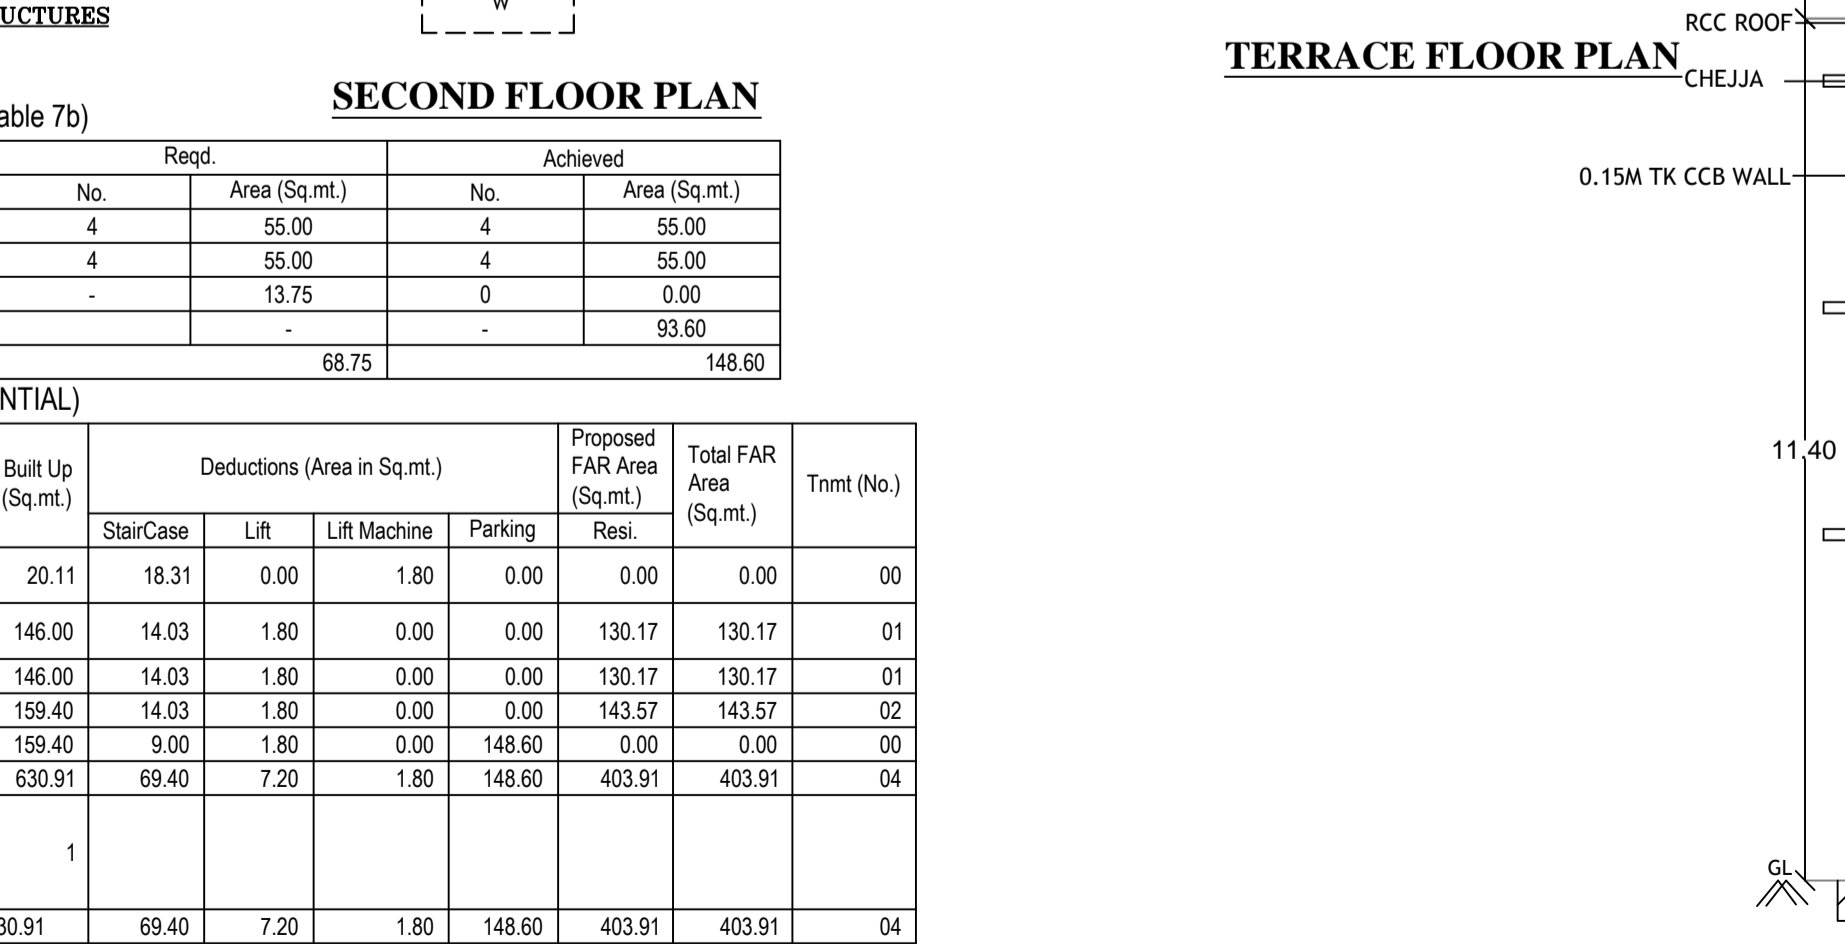 UCTURES
W
SECOND FLOOR PLAN
TERRACE FLOOR PLAN
RCC ROOF
CHEJJA
0.15M TK CCB WALL
11.40
GL
able 7b)
Reqd. Achieved
No. Area (Sq.mt.) No. Area (Sq.mt.)
4 55.00 4 55.00
4 55.00 4 55.00
- 13.75 0 0.00
- - 93.60
68.75 148.60
NTIAL)
Built Up
(Sq.mt.)
Deductions (Area in Sq.mt.)
Proposed
FAR Area
(Sq.mt.)
Total FAR
Area
(Sq.mt.)
Tnmt (No.)
StairCase Lift Lift Machine Parking Resi.
20.11 18.31 0.00 1.80 0.00 0.00 0.00 00
146.00 14.03 1.80 0.00 0.00 130.17 130.17 01
146.00 14.03 1.80 0.00 0.00 130.17 130.17 01
159.40 14.03 1.80 0.00 0.00 143.57 143.57 02
159.40 9.00 1.80 0.00 148.60 0.00 0.00 00
630.91 69.40 7.20 1.80 148.60 403.91 403.91 04
1
30.91 69.40 7.20 1.80 148.60 403.91 403.91 04